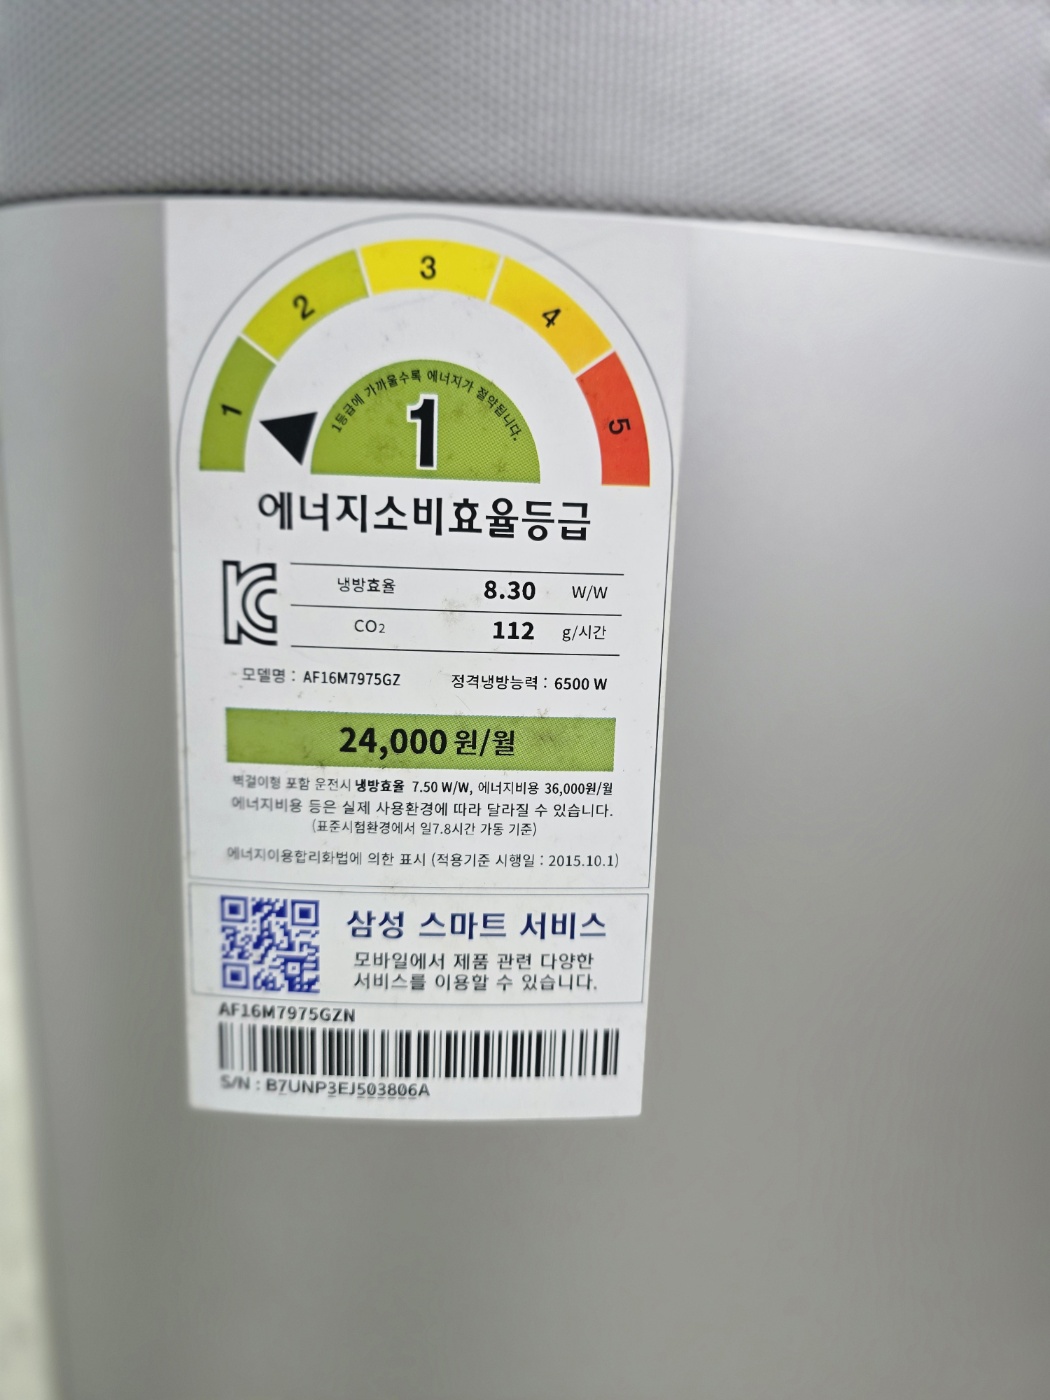 1 2 3 4 5
1등급에 가까울수록 에너지가 절약됩니다.
1
에너지소비효율등급
냉방효율 8.30 W/W
CO₂ 112 g/시간
모델명 : AF16M7975GZ 정격냉방능력 : 6500 W
24,000 원/월
벽걸이형 포함 운전시 냉방효율 7.50 W/W, 에너지비용 36,000원/월
에너지비용 등은 실제 사용환경에 따라 달라질 수 있습니다.
(표준시험환경에서 일7.8시간 가동 기준)
에너지이용합리화법에 의한 표시 (적용기준 시행일 : 2015.10.1)
삼성 스마트 서비스
모바일에서 제품 관련 다양한
서비스를 이용할 수 있습니다.
AF16M7975GZN
S/N : B7UNP3EJ503806A